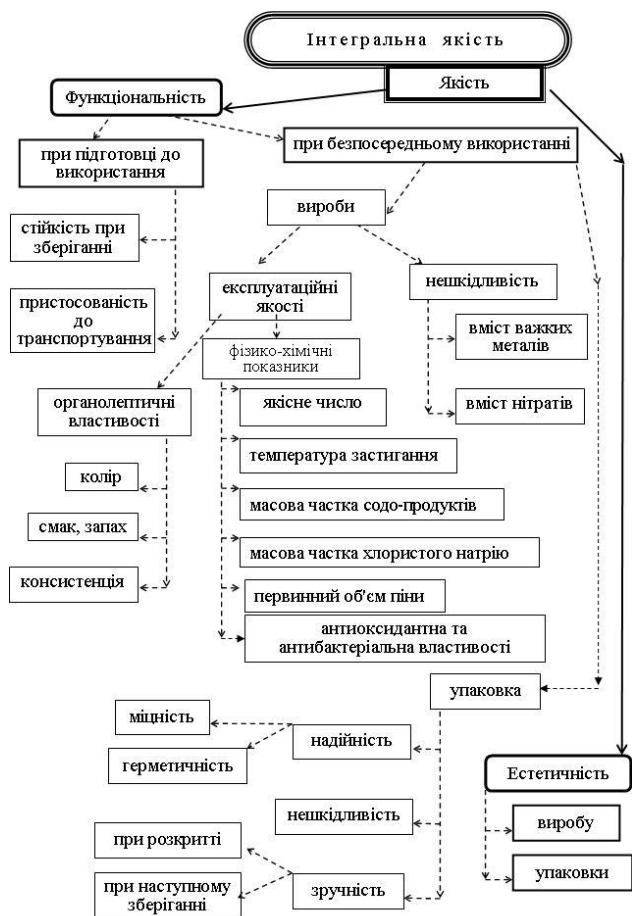 Інтегральна якість
Якість
Функціональність
при підготовці до
використання
при безпосередньому використанні
стійкість при
зберіганні
вироби
пристосованість
до
транспортування
експлуатаційні
якості
нешкідливість
вміст важких
металів
фізико-хімічні
показники
вміст нітратів
органолептичні
властивості
якісне число
температура застигання
колір
масова частка содо-продуктів
смак, запах
масова частка хлористого натрію
консистенція
первинний об'єм піни
антиоксидантна та
антибактеріальна властивості
упаковка
міцність
надійність
герметичність
Естетичність
нешкідливість
виробу
при розкритті
упаковки
при наступному
зберіганні
зручність